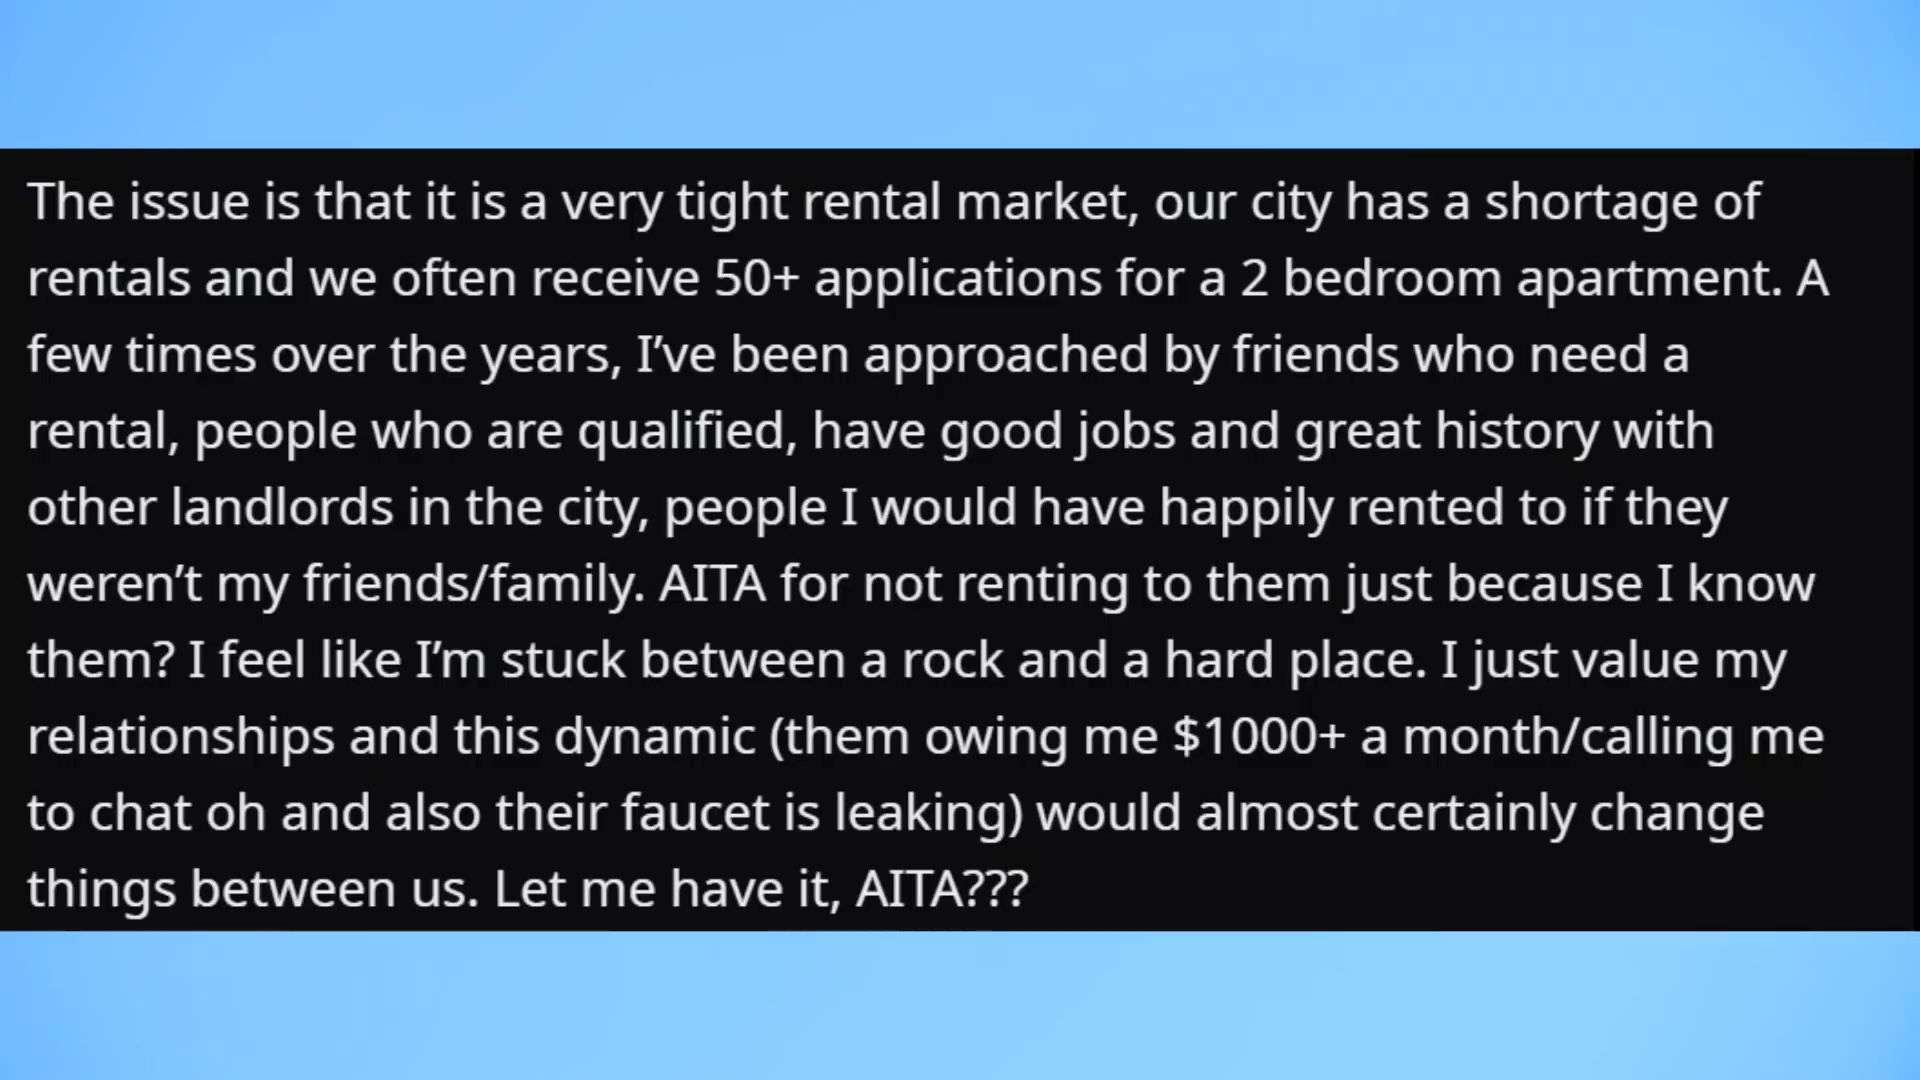 The issue is that it is a very tight rental market, our city has a shortage of
rentals and we often receive 50+ applications for a 2 bedroom apartment. A
few times over the years, I’ve been approached by friends who need a
rental, people who are qualified, have good jobs and great history with
other landlords in the city, people I would have happily rented to if they
weren’t my friends/family. AITA for not renting to them just because I know
them? I feel like I’m stuck between a rock and a hard place. I just value my
relationships and this dynamic (them owing me $1000+ a month/calling me
to chat oh and also their faucet is leaking) would almost certainly change
things between us. Let me have it, AITA???